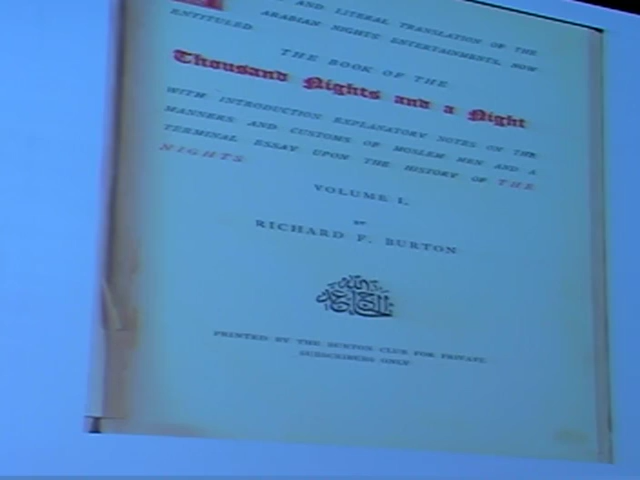 AND LITERAL TRANSLATION OF THE
ARABIAN NIGHTS ENTERTAINMENTS, NOW
ENTITULED
THE BOOK OF THE
Thousand Nights and a Night
WITH INTRODUCTION EXPLANATORY NOTES ON THE
MANNERS AND CUSTOMS OF MOSLEM MEN AND A
TERMINAL ESSAY UPON THE HISTORY OF THE
NIGHTS
VOLUME I.
BY
RICHARD F. BURTON
PRINTED BY THE BURTON CLUB FOR PRIVATE
SUBSCRIBERS ONLY